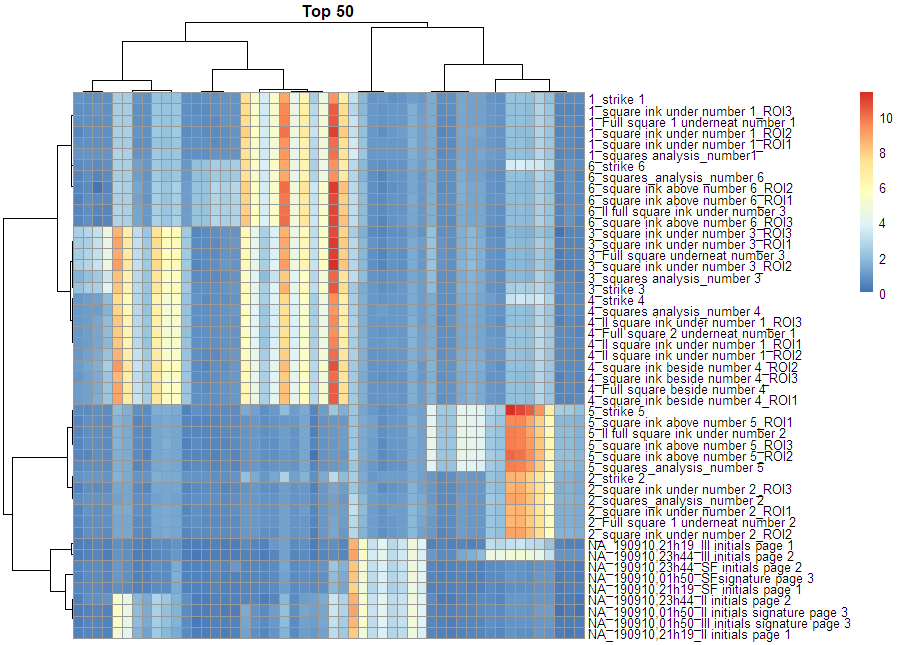 Top 50
1_strike 1
1_square ink under number 1_ROI3
1_Full square 1 underneat number 1
1_square ink under number 1_ROI2
1_square ink under number 1_ROI1
1_squares analysis_number1
6_strike 6
6_squares_analysis_number 6
6_square ink above number 6_ROI2
6_square ink above number 6_ROI1
6_II full square ink under number 3
6_square ink above number 6_ROI3
3_square ink under number 3_ROI3
3_square ink under number 3_ROI1
3_Full square underneat number 3
3_square ink under number 3_ROI2
3_squares analysis_number 3
3_strike 3
4_strike 4
4_squares analysis_number 4
4_II square ink under number 1_ROI3
4_Full square 2 underneat number 1
4_II square ink under number 1_ROI1
4_II square ink under number 1_ROI2
4_square ink beside number 4_ROI2
4_square ink beside number 4_ROI3
4_Full square beside number 4
4_square ink beside number 4_ROI1
5_strike 5
5_square ink above number 5_ROI1
5_II full square ink under number 2
5_square ink above number 5_ROI3
5_square ink above number 5_ROI2
5_squares_analysis_number 5
2_strike 2
2_square ink under number 2_ROI3
2_squares_analysis_number 2
2_square ink under number 2_ROI1
2_Full square 1 underneat number 2
2_square ink under number 2_ROI2
NA_190910,21h19_III initials page 1
NA_190910,23h44_III initials page 2
NA_190910,23h44_SF initials page 2
NA_190910,01h50_SFsignature page 3
NA_190910,21h19_SF initials page 1
NA_190910,23h44_II initials page 2
NA_190910,01h50_II initials signature page 3
NA_190910,01h50_III initials signature page 3
NA_190910,21h19_II initials page 1
10
8
6
4
2
0